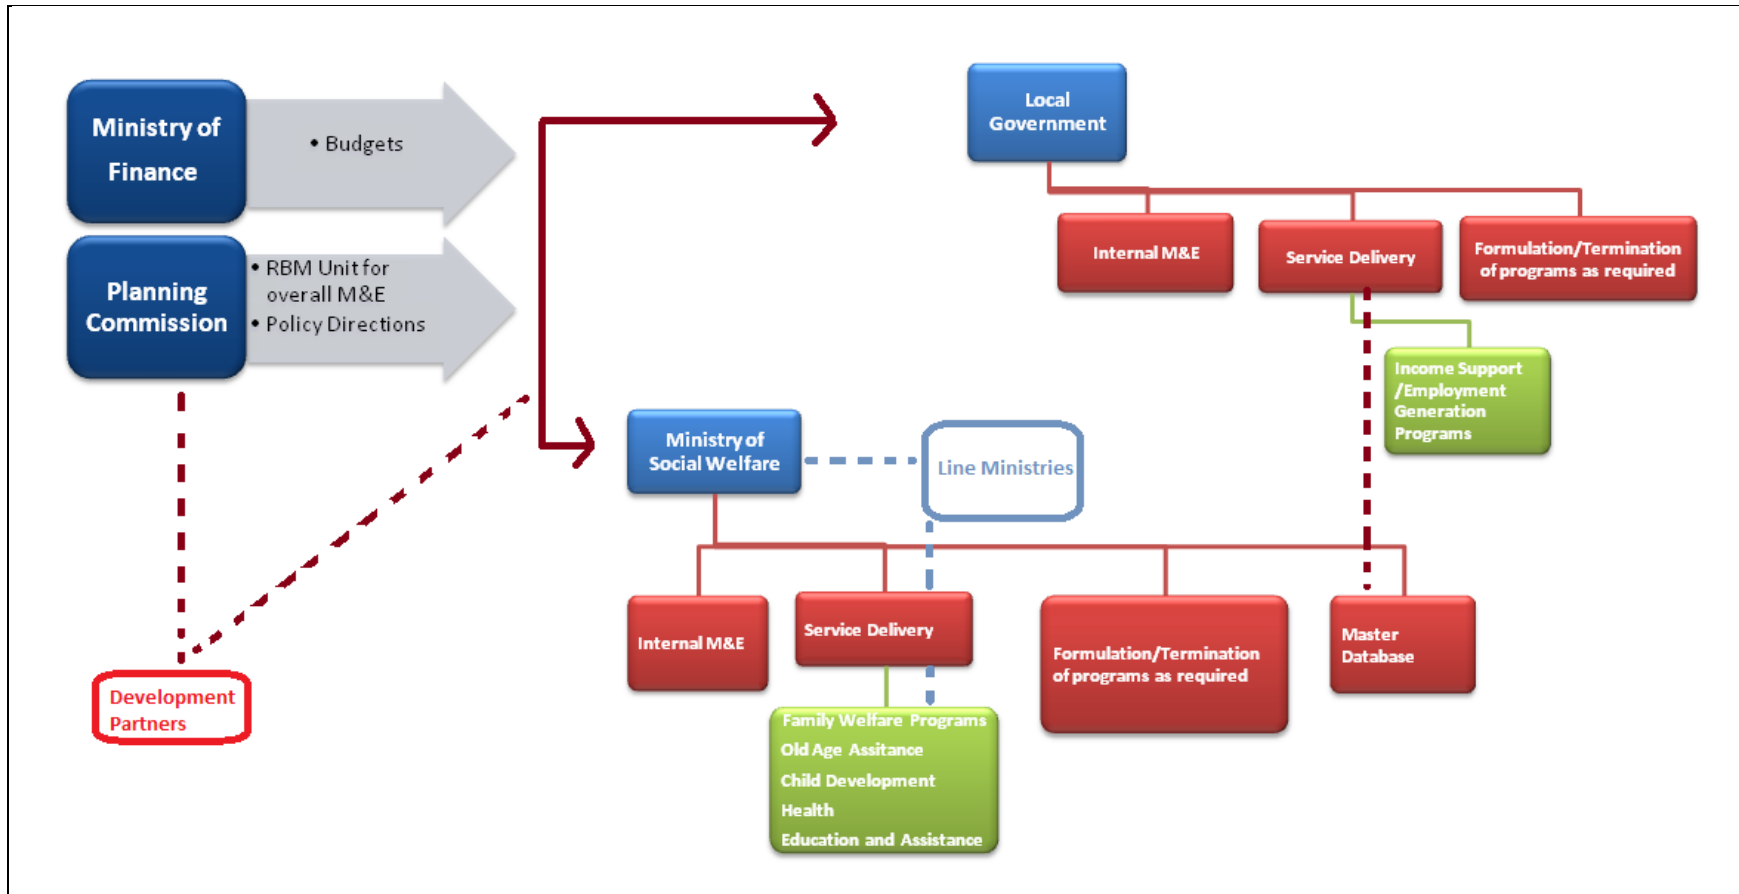 Ministry of
Finance
• Budgets
Planning
Commission
• RBM Unit for
overall M&E
• Policy Directions
Development
Partners
Local
Government
Internal M&E
Service Delivery
Formulation/Termination
of programs as required
Income Support
/Employment
Generation
Programs
Ministry of
Social Welfare
Line Ministries
Internal M&E
Service Delivery
Formulation/Termination
of programs as required
Master
Database
Family Welfare Programs
Old Age Assitance
Child Development
Health
Education and Assistance